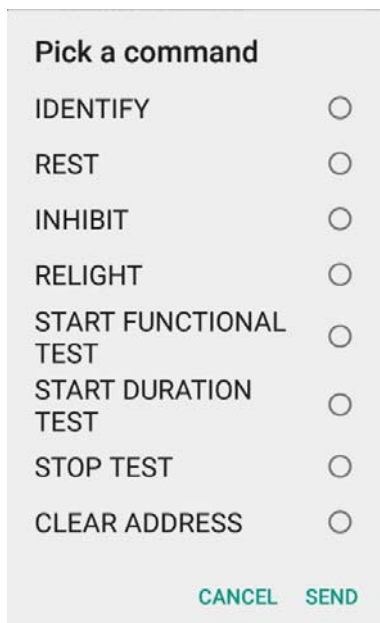 Pick a command
IDENTIFY
REST
INHIBIT
RELIGHT
START FUNCTIONAL
TEST
START DURATION
TEST
STOP TEST
CLEAR ADDRESS
CANCEL SEND